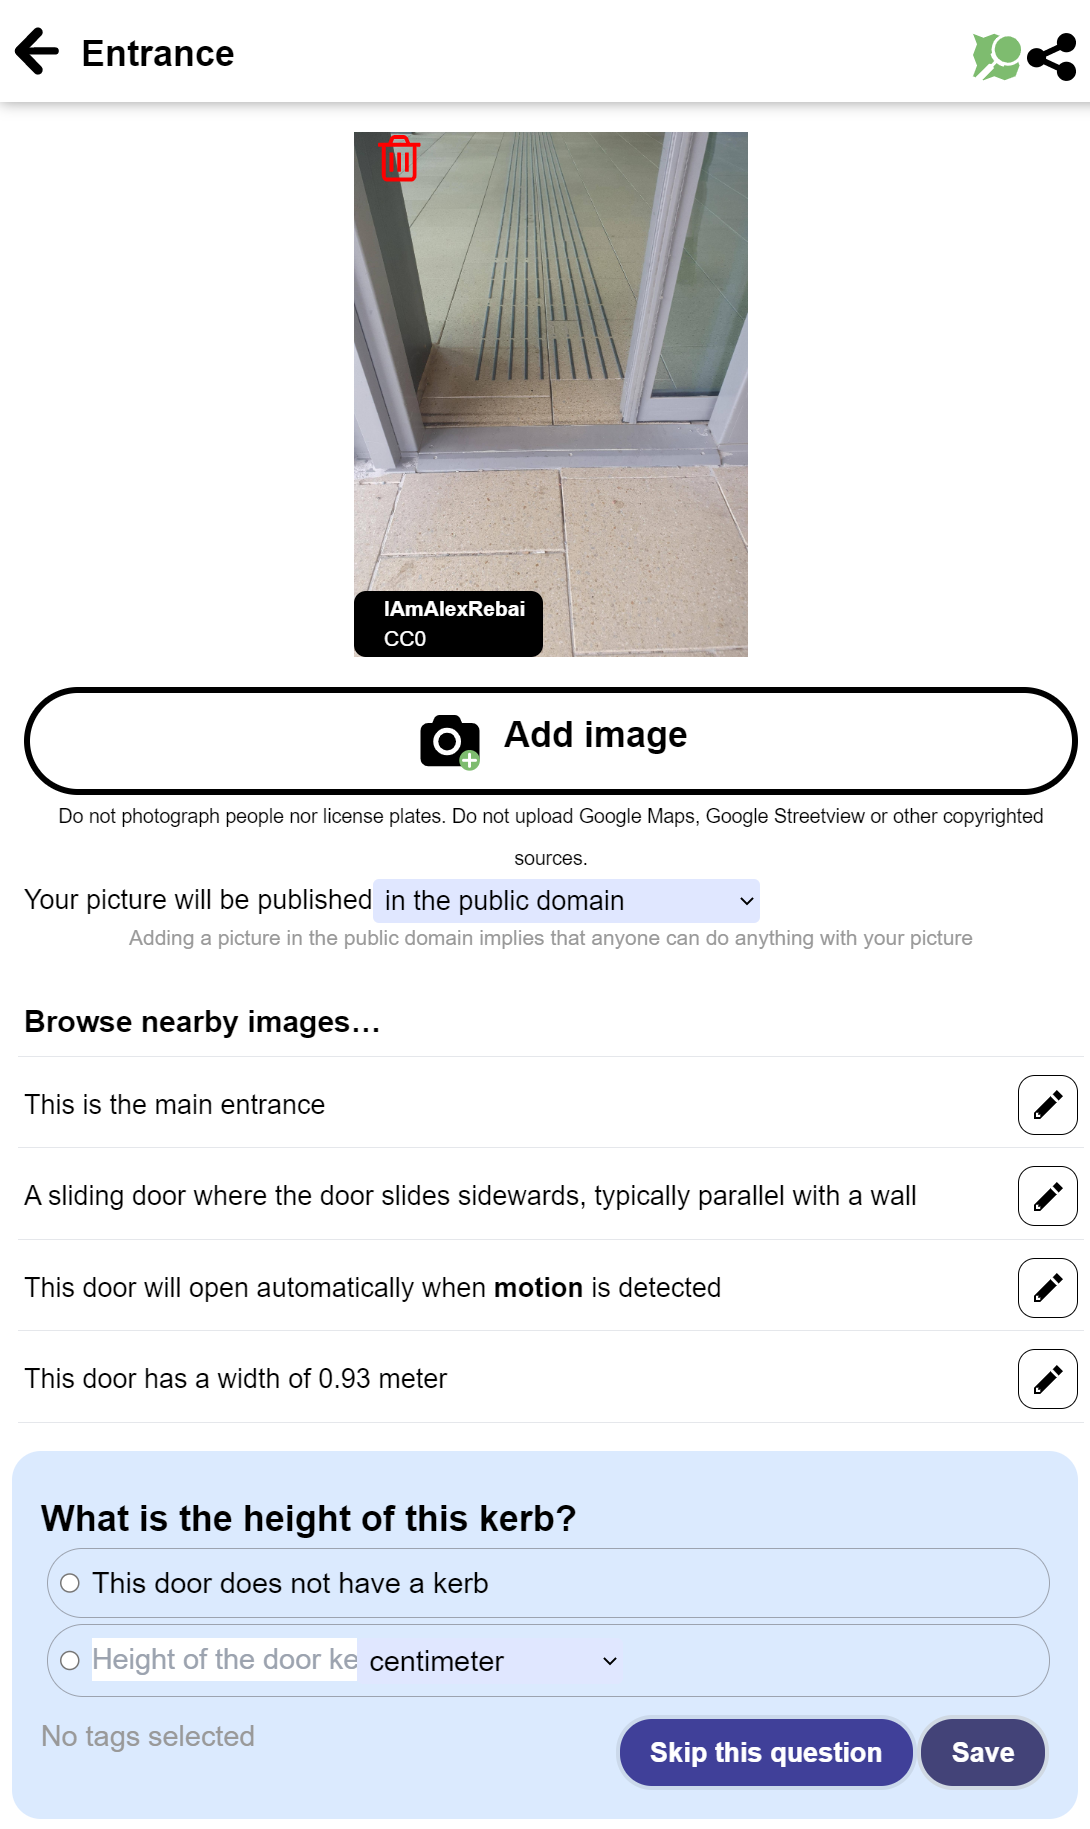 Entrance
IAmAlexRebai
CC0
Add image
Do not photograph people nor license plates. Do not upload Google Maps, Google Streetview or other copyrighted
sources.
Your picture will be published in the public domain
Adding a picture in the public domain implies that anyone can do anything with your picture
Browse nearby images…
This is the main entrance
A sliding door where the door slides sidewards, typically parallel with a wall
This door will open automatically when motion is detected
This door has a width of 0.93 meter
What is the height of this kerb?
This door does not have a kerb
Height of the door ke centimeter
No tags selected
Skip this question Save